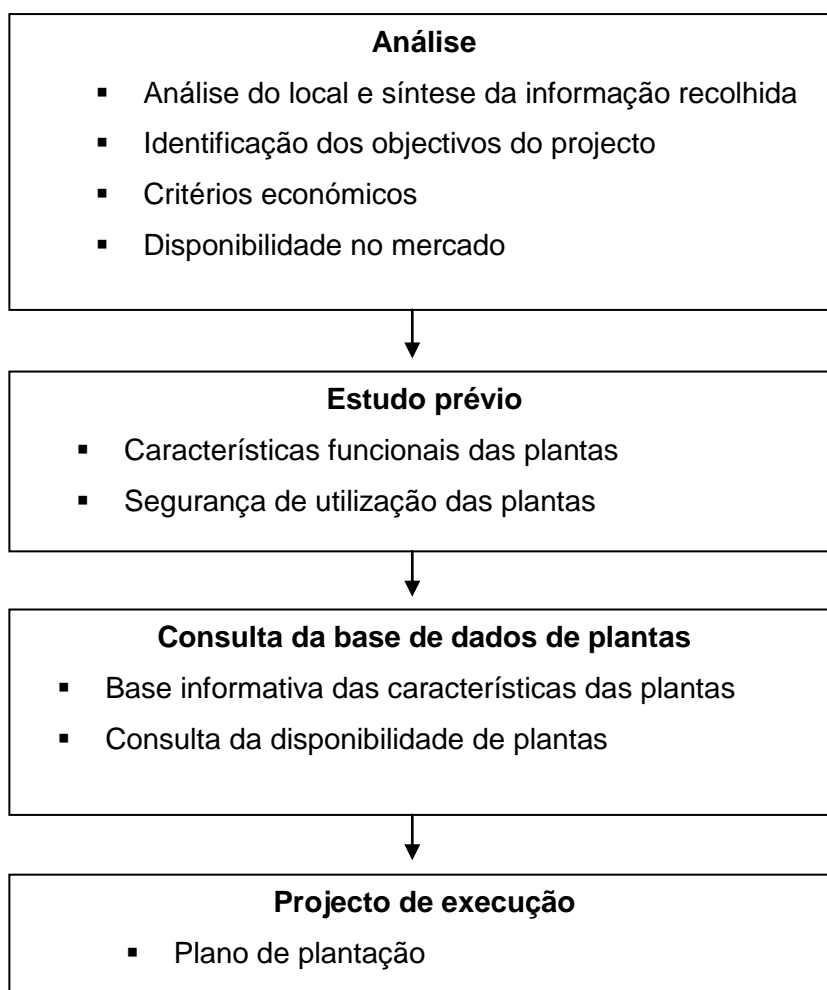 Análise
▪ Análise do local e síntese da informação recolhida
▪ Identificação dos objectivos do projecto
▪ Critérios económicos
▪ Disponibilidade no mercado
Estudo prévio
▪ Características funcionais das plantas
▪ Segurança de utilização das plantas
Consulta da base de dados de plantas
▪ Base informativa das características das plantas
▪ Consulta da disponibilidade de plantas
Projecto de execução
▪ Plano de plantação